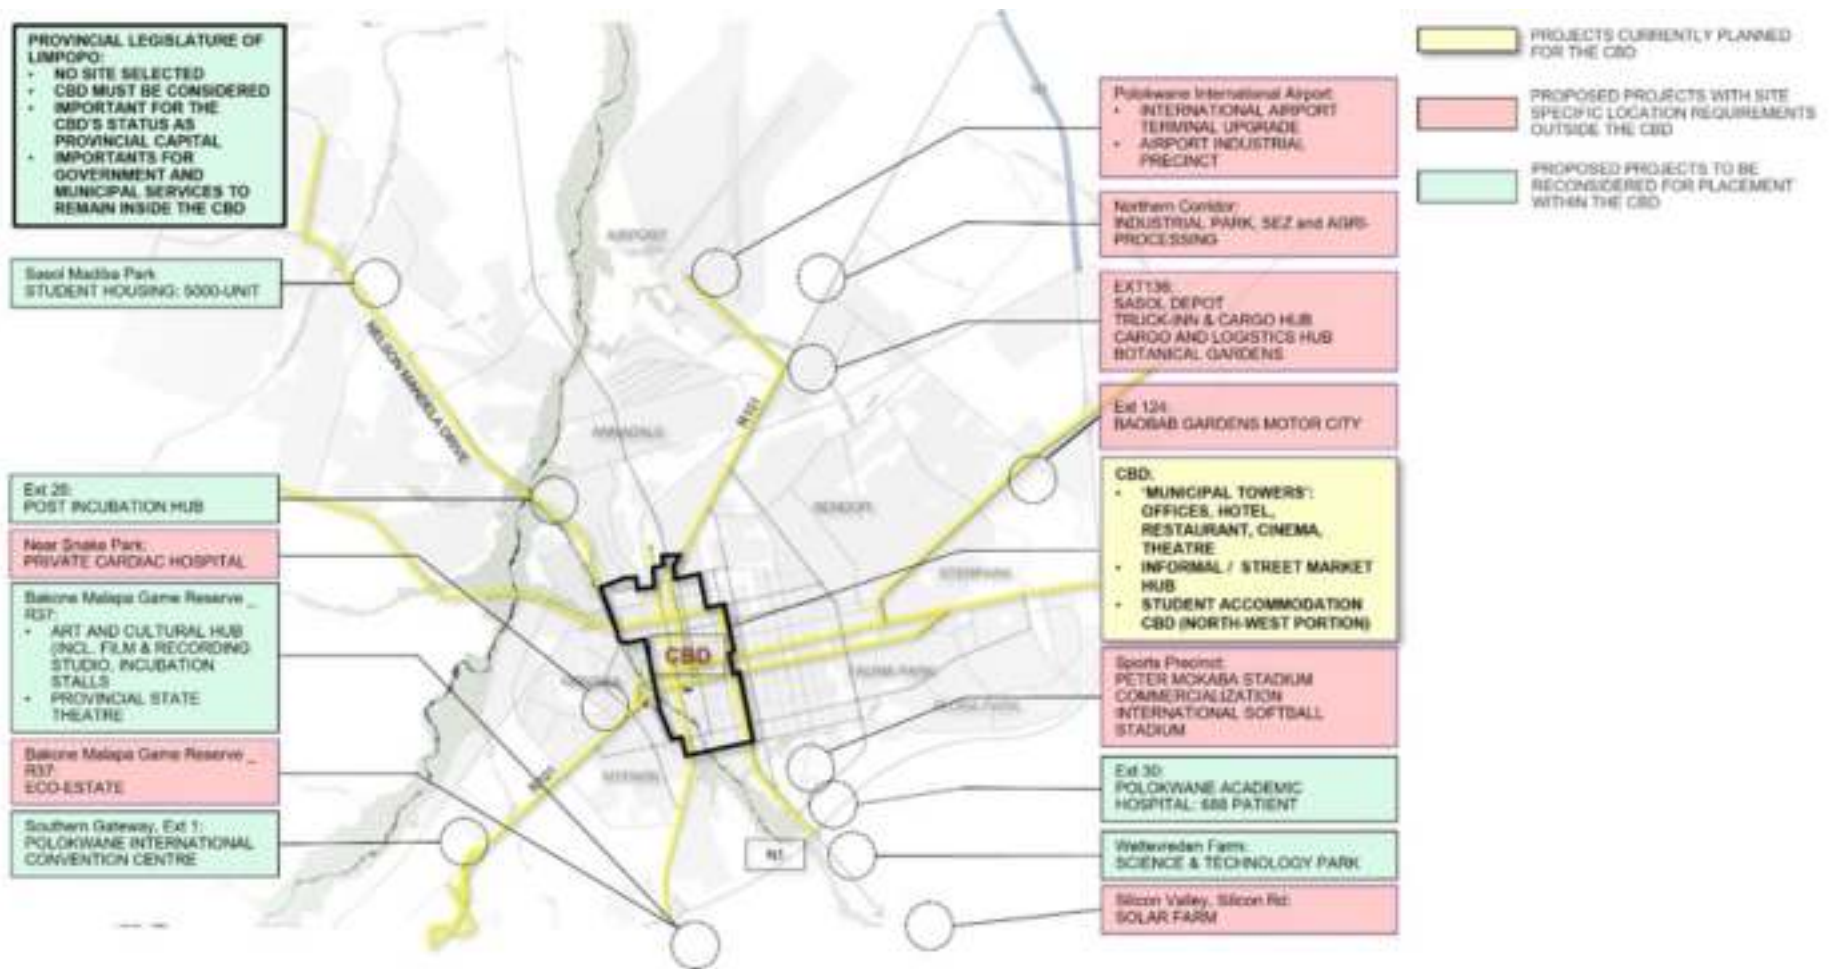 PROVINCIAL LEGISLATURE OF
LIMPOPO:
• NO SITE SELECTED
• CBD MUST BE CONSIDERED
• IMPORTANT FOR THE
CBD'S STATUS AS
PROVINCIAL CAPITAL
• IMPORTANTS FOR
GOVERNMENT AND
MUNICIPAL SERVICES TO
REMAIN INSIDE THE CBD
Sasol Madiba Park
STUDENT HOUSING: 5000-UNIT
Ext 20:
POST INCUBATION HUB
Near Snake Park:
PRIVATE CARDIAC HOSPITAL
Bakone Malapa Game Reserve _
R37:
• ART AND CULTURAL HUB
(INCL. FILM & RECORDING
STUDIO, INCUBATION
STALLS
• PROVINCIAL STATE
THEATRE
Bakone Malapa Game Reserve _
R37:
ECO-ESTATE
Southern Gateway, Ext 1:
POLOKWANE INTERNATIONAL
CONVENTION CENTRE
AIRPORT
NELSON MANDELA DRIVE
ANNADALE
R101
BENDOR
STERPARK
CBD
FAUNA PARK
FLORA PARK
R101
N1
Polokwane International Airport:
• INTERNATIONAL AIRPORT
TERMINAL UPGRADE
• AIRPORT INDUSTRIAL
PRECINCT
Northern Corridor:
INDUSTRIAL PARK, SEZ and AGRI-
PROCESSING
EXT136:
SASOL DEPOT
TRUCK-INN & CARGO HUB
CARGO AND LOGISTICS HUB
BOTANICAL GARDENS
Ext 124:
BAOBAB GARDENS MOTOR CITY
CBD:
• 'MUNICIPAL TOWERS':
OFFICES, HOTEL,
RESTAURANT, CINEMA,
THEATRE
• INFORMAL / STREET MARKET
HUB
• STUDENT ACCOMMODATION
CBD (NORTH-WEST PORTION)
Sports Precinct:
PETER MOKABA STADIUM
COMMERCIALIZATION
INTERNATIONAL SOFTBALL
STADIUM
Ext 30:
POLOKWANE ACADEMIC
HOSPITAL: 688 PATIENT
Weltevreden Farm:
SCIENCE & TECHNOLOGY PARK
Silicon Valley, Silicon Rd:
SOLAR FARM
PROJECTS CURRENTLY PLANNED
FOR THE CBD
PROPOSED PROJECTS WITH SITE
SPECIFIC LOCATION REQUIREMENTS
OUTSIDE THE CBD
PROPOSED PROJECTS TO BE
RECONSIDERED FOR PLACEMENT
WITHIN THE CBD